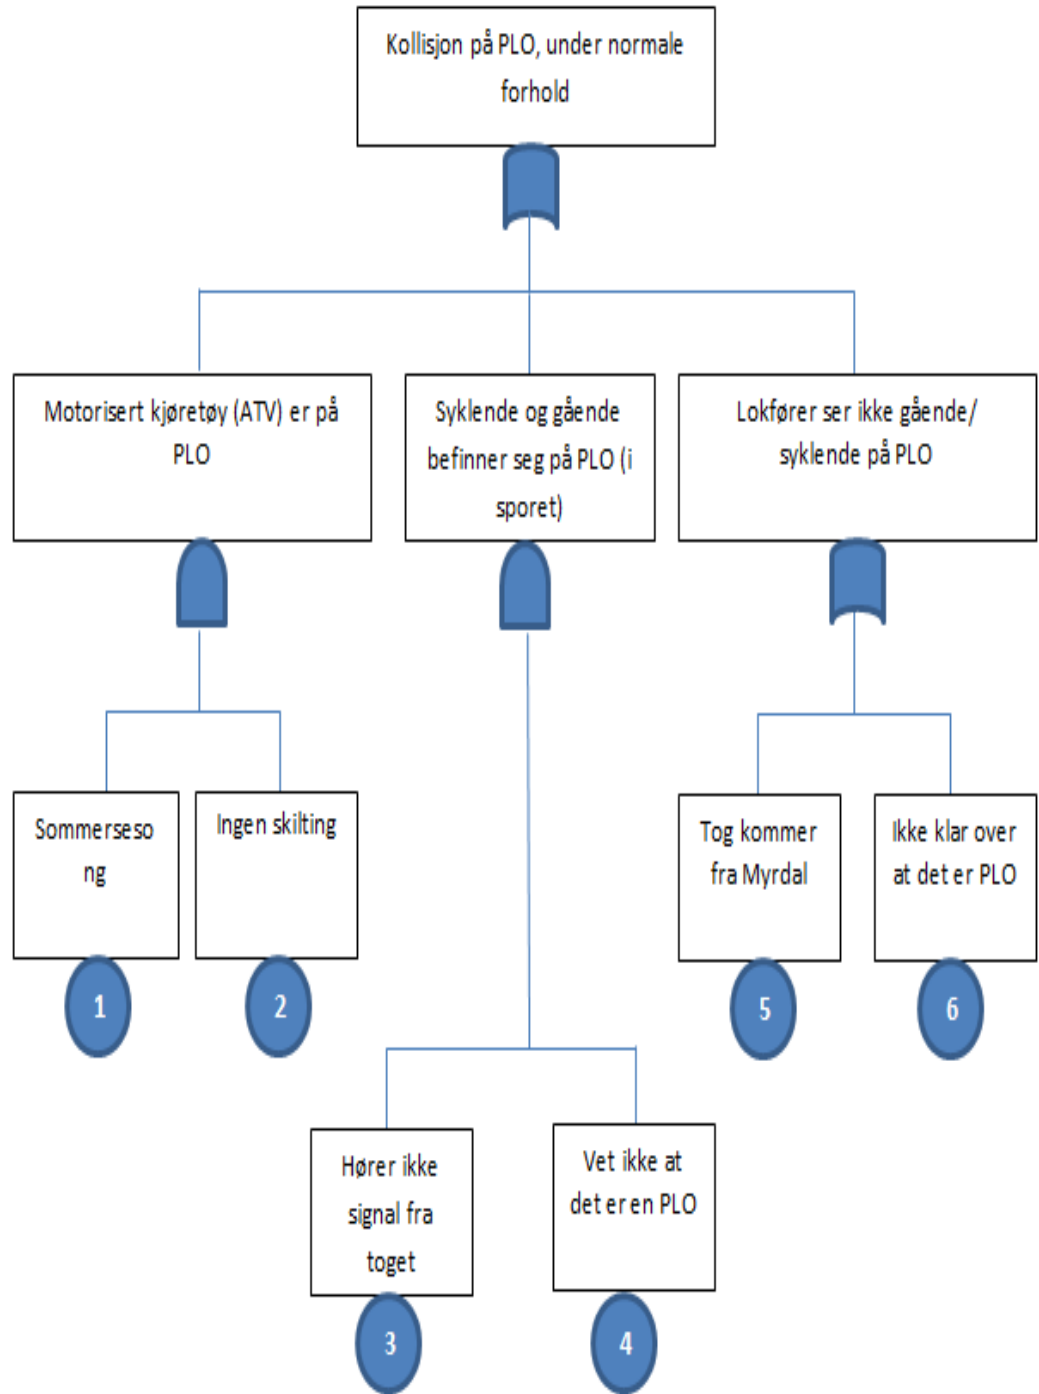 Kollisjon på PLO, under normale
forhold
Motorisert kjøretøy (ATV) er på
PLO
Syklende og gående
befinner seg på PLO (i
sporet)
Lokfører ser ikke gående/
syklende på PLO
Sommerseso
ng
Ingen skilting
Tog kommer
fra Myrdal
Ikke klar over
at det er PLO
1
2
5
6
Hører ikke
signal fra
toget
Vet ikke at
det er en PLO
3
4